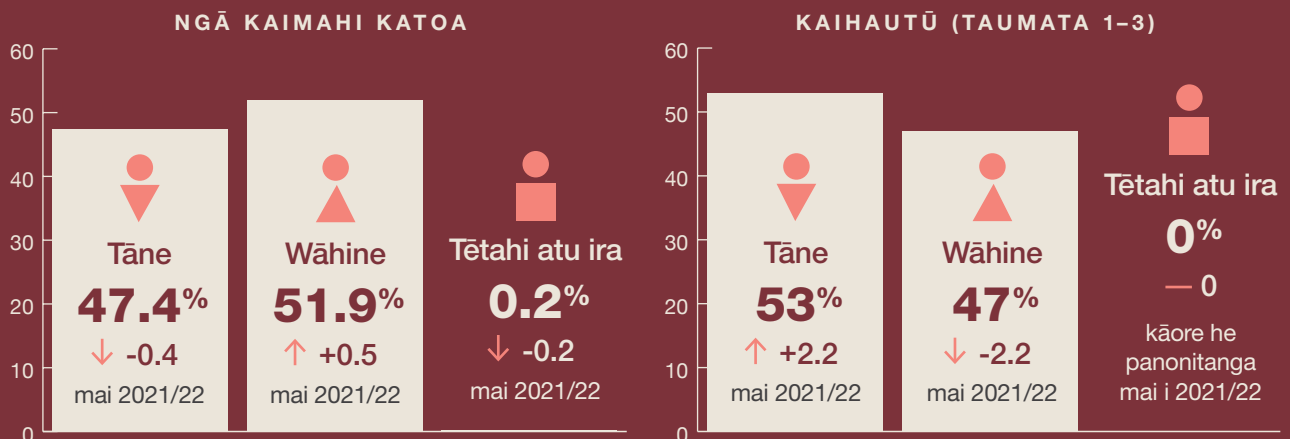 NGĀ KAIMAHI KATOA
60
50
40
30
20
10
0
Tāne
47.4%
-0.4
mai 2021/22
Wāhine
51.9%
+0.5
mai 2021/22
Tētahi atu ira
0.2%
-0.2
mai 2021/22
KAIHAUTŪ (TAUMATA 1–3)
60
50
40
30
20
10
0
Tāne
53%
+2.2
mai 2021/22
Wāhine
47%
-2.2
mai 2021/22
Tētahi atu ira
0%
— 0
kāore he
panonitanga
mai i 2021/22